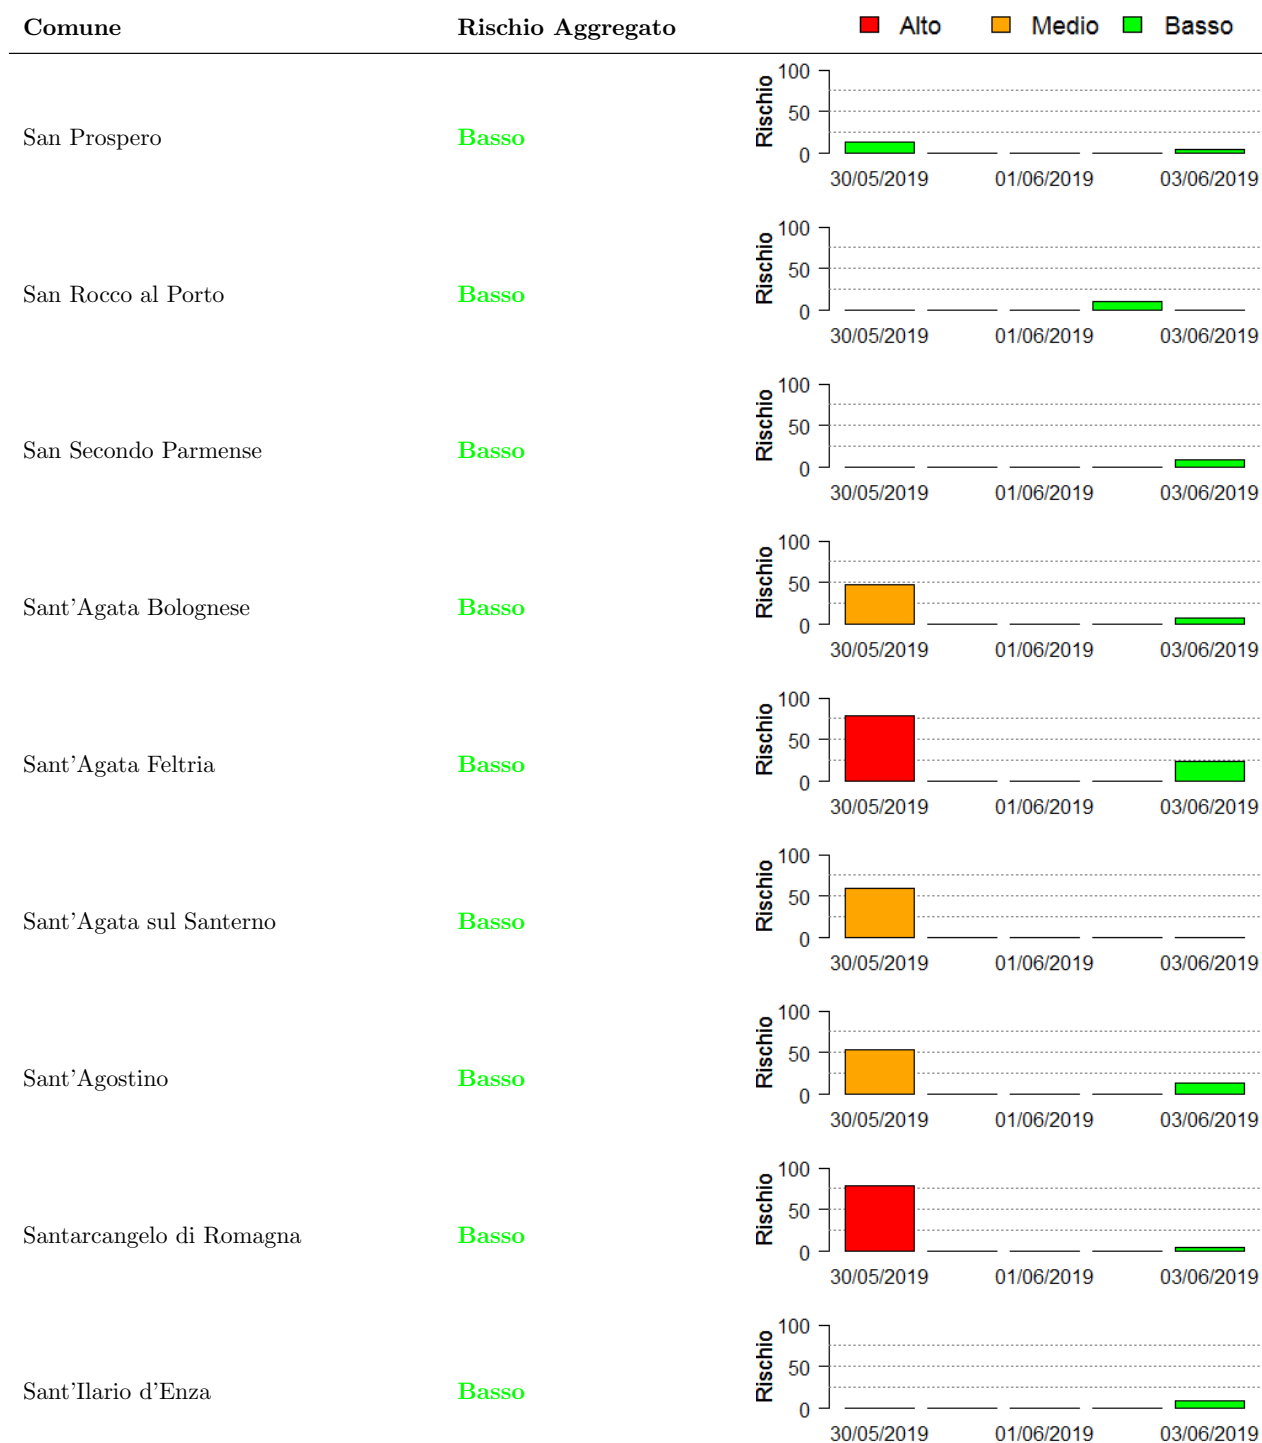 Comune Rischio Aggregato Alto Medio Basso
100
50
0
Rischio
San Prospero Basso
30/05/2019 01/06/2019 03/06/2019
100
50
0
Rischio
San Rocco al Porto Basso
30/05/2019 01/06/2019 03/06/2019
100
50
0
Rischio
San Secondo Parmense Basso
30/05/2019 01/06/2019 03/06/2019
100
50
0
Rischio
Sant'Agata Bolognese Basso
30/05/2019 01/06/2019 03/06/2019
100
50
0
Rischio
Sant'Agata Feltria Basso
30/05/2019 01/06/2019 03/06/2019
100
50
0
Rischio
Sant'Agata sul Santerno Basso
30/05/2019 01/06/2019 03/06/2019
100
50
0
Rischio
Sant'Agostino Basso
30/05/2019 01/06/2019 03/06/2019
100
50
0
Rischio
Santarcangelo di Romagna Basso
30/05/2019 01/06/2019 03/06/2019
100
50
0
Rischio
Sant'Ilario d'Enza Basso
30/05/2019 01/06/2019 03/06/2019